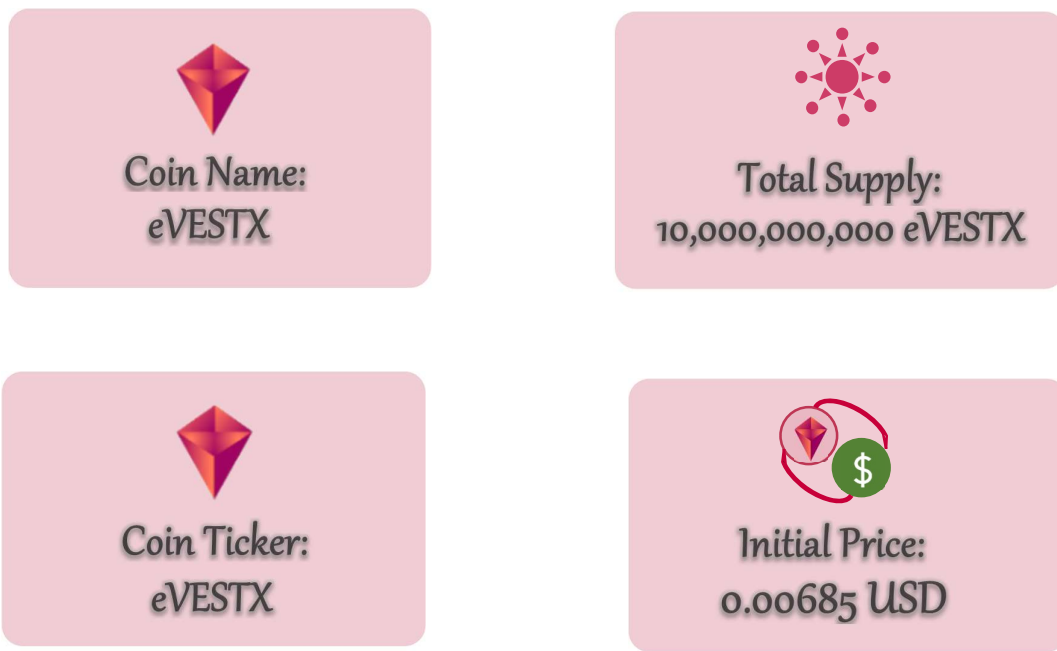 Coin Name:
eVESTX
Total Supply:
10,000,000,000 eVESTX
Coin Ticker:
eVESTX
$
Initial Price:
0.00685 USD